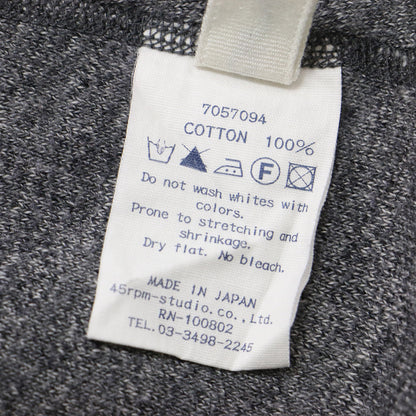 7057094
COTTON 100%
F
Do not wash whites with
colors.
Prone to stretching and
shrinkage.
Dry flat. No bleach.
MADE IN JAPAN
45rpm-studio.co.,Ltd.
RN-100802
TEL.03-3498-2245